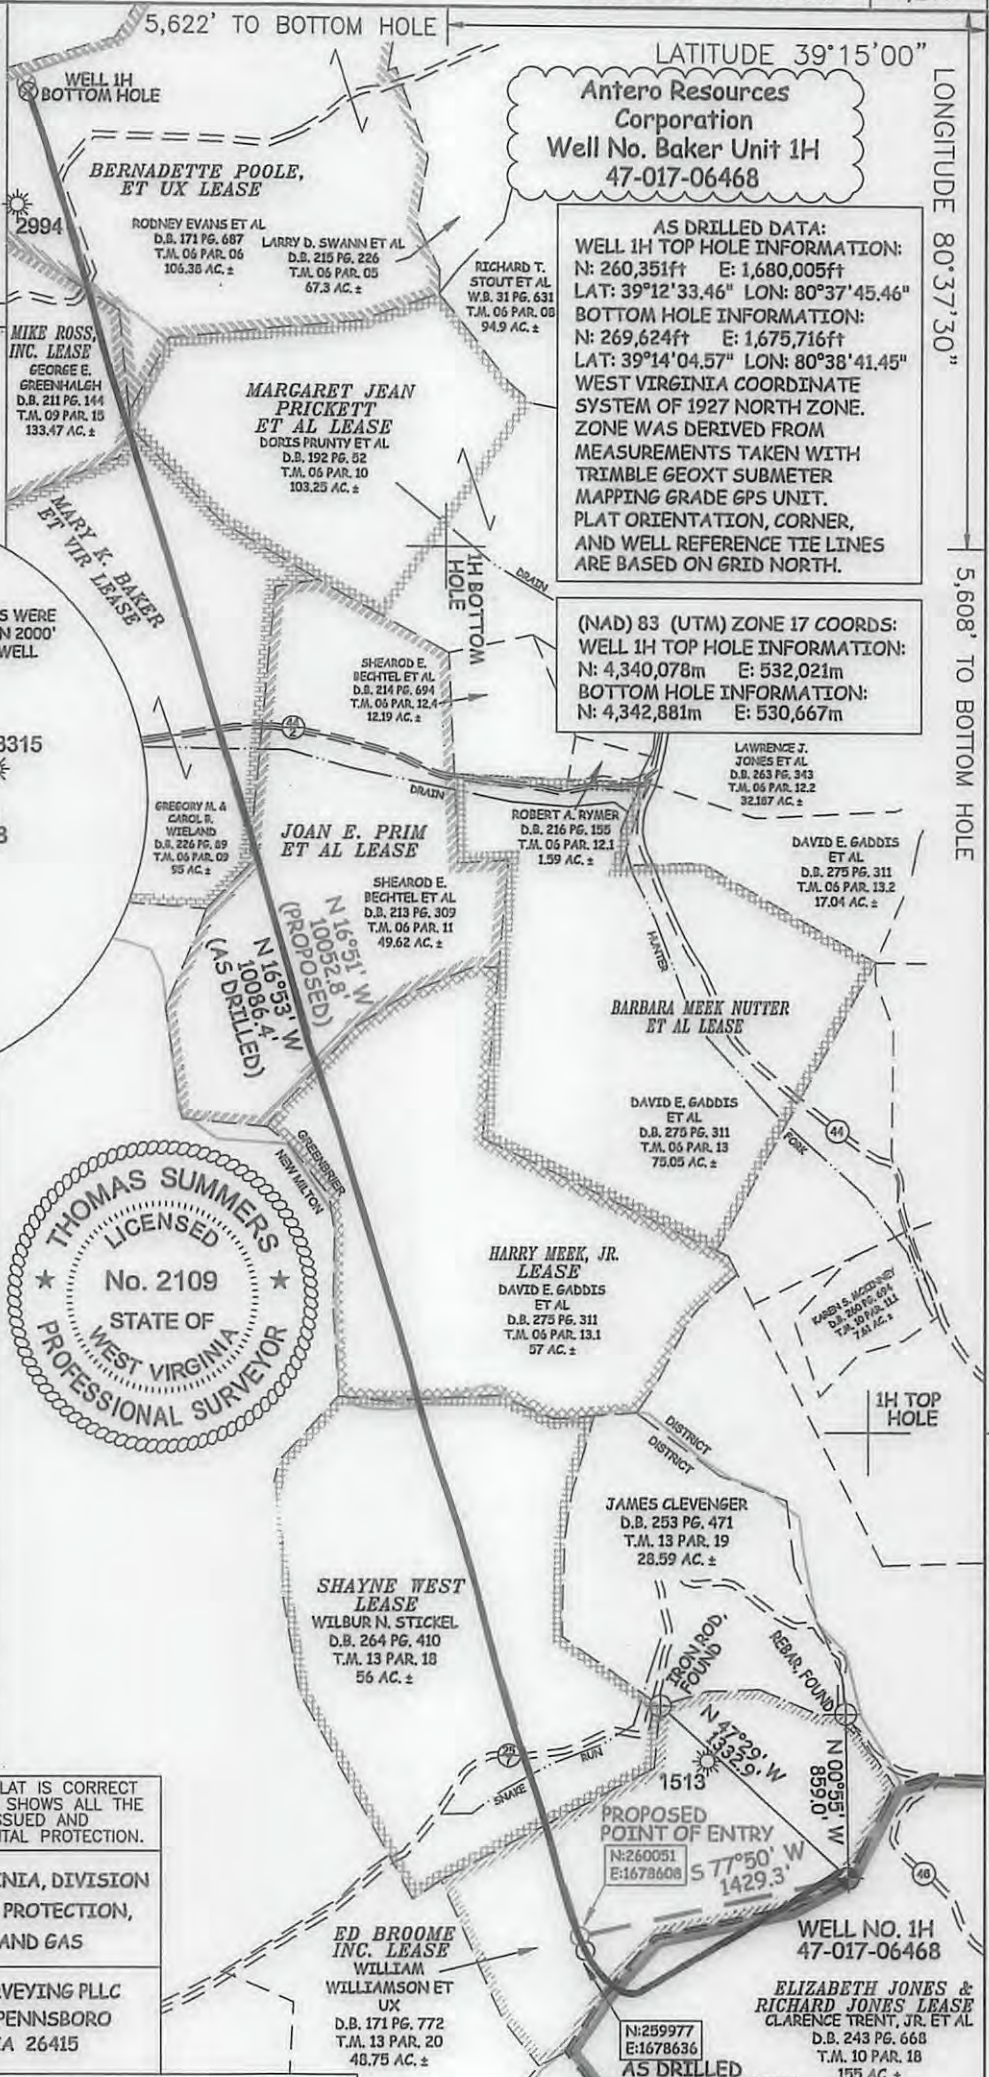 5,622' TO BOTTOM HOLE
LATITUDE 39°15'00"
LONGITUDE 80°37'30"
5,608' TO BOTTOM HOLE
WELL 1H
BOTTOM HOLE
Antero Resources
Corporation
Well No. Baker Unit 1H
47-017-06468
BERNADETTE POOLE,
ET UX LEASE
2994
RODNEY EVANS ET AL
D.B. 171 PG. 687
T.M. 06 PAR. 06
106.38 AC. ±
LARRY D. SWANN ET AL
D.B. 215 PG. 226
T.M. 06 PAR. 05
67.3 AC. ±
RICHARD T.
STOUT ET AL
W.B. 31 PG. 631
T.M. 06 PAR. 08
94.9 AC. ±
AS DRILLED DATA:
WELL 1H TOP HOLE INFORMATION:
N: 260,351ft E: 1,680,005ft
LAT: 39°12'33.46" LON: 80°37'45.46"
BOTTOM HOLE INFORMATION:
N: 269,624ft E: 1,675,716ft
LAT: 39°14'04.57" LON: 80°38'41.45"
WEST VIRGINIA COORDINATE
SYSTEM OF 1927 NORTH ZONE.
ZONE WAS DERIVED FROM
MEASUREMENTS TAKEN WITH
TRIMBLE GEOXT SUBMETER
MAPPING GRADE GPS UNIT.
PLAT ORIENTATION, CORNER,
AND WELL REFERENCE TIE LINES
ARE BASED ON GRID NORTH.
MIKE ROSS,
INC. LEASE
GEORGE E.
GREENHALGH
D.B. 211 PG. 144
T.M. 09 PAR. 15
133.47 AC. ±
MARGARET JEAN
PRICKETT
ET AL LEASE
DORIS PRUNTY ET AL
D.B. 192 PG. 52
T.M. 06 PAR. 10
103.25 AC. ±
MARY K. BAKER
ET VIR LEASE
DRAIN
1H BOTTOM
HOLE
S WERE
N 2000'
WELL
3315
(NAD) 83 (UTM) ZONE 17 COORDS:
WELL 1H TOP HOLE INFORMATION:
N: 4,340,078m E: 532,021m
BOTTOM HOLE INFORMATION:
N: 4,342,881m E: 530,667m
SHEAROD E.
BECHTEL ET AL
D.B. 214 PG. 694
T.M. 06 PAR. 12.4
12.19 AC. ±
44
2
DRAIN
LAWRENCE J.
JONES ET AL
D.B. 263 PG. 343
T.M. 06 PAR. 12.2
32.187 AC. ±
GREGORY M. &
CAROL B.
WIELAND
D.B. 226 PG. 89
T.M. 06 PAR. 09
95 AC. ±
JOAN E. PRIM
ET AL LEASE
ROBERT A. RYMER
D.B. 216 PG. 155
T.M. 06 PAR. 12.1
1.59 AC. ±
DAVID E. GADDIS
ET AL
D.B. 275 PG. 311
T.M. 06 PAR. 13.2
17.04 AC. ±
SHEAROD E.
BECHTEL ET AL
D.B. 213 PG. 309
T.M. 06 PAR. 11
49.62 AC. ±
N 16°51' W
10052.8'
(PROPOSED)
N 16°53' W
10086.4'
(AS DRILLED)
HUNTER
FORK
44
BARBARA MEEK NUTTER
ET AL LEASE
DAVID E. GADDIS
ET AL
D.B. 275 PG. 311
T.M. 06 PAR. 13
75.05 AC. ±
GREENBRIER
NEW MILTON
THOMAS SUMMERS
LICENSED
No. 2109
STATE OF
WEST VIRGINIA
PROFESSIONAL SURVEYOR
HARRY MEEK, JR.
LEASE
DAVID E. GADDIS
ET AL
D.B. 275 PG. 311
T.M. 06 PAR. 13.1
57 AC. ±
KAREN S. MCKINNEY
D.B. 260 PG. 694
T.M. 10 PAR. 11.1
7.61 AC. ±
1H TOP
HOLE
DISTRICT
DISTRICT
JAMES CLEVENGER
D.B. 253 PG. 471
T.M. 13 PAR. 19
28.59 AC. ±
SHAYNE WEST
LEASE
WILBUR N. STICKEL
D.B. 264 PG. 410
T.M. 13 PAR. 18
56 AC. ±
IRON ROD,
FOUND
REBAR, FOUND
N 47°29' W
1332.9'
N 00°55' W
859.0'
1513
25
7
SNAKE
RUN
PROPOSED
POINT OF ENTRY
N:260051
E:1678608
S 77°50' W
1429.3'
46
WELL NO. 1H
47-017-06468
LAT IS CORRECT
SHOWS ALL THE
SSUED AND
TAL PROTECTION.
NIA, DIVISION
PROTECTION,
AND GAS
VEYING PLLC
PENNSBORO
A 26415
ED BROOME
INC. LEASE
WILLIAM
WILLIAMSON ET
UX
D.B. 171 PG. 772
T.M. 13 PAR. 20
48.75 AC. ±
N:259977
E:1678636
AS DRILLED
ELIZABETH JONES &
RICHARD JONES LEASE
CLARENCE TRENT, JR. ET AL
D.B. 243 PG. 668
T.M. 10 PAR. 18
155 AC. ±